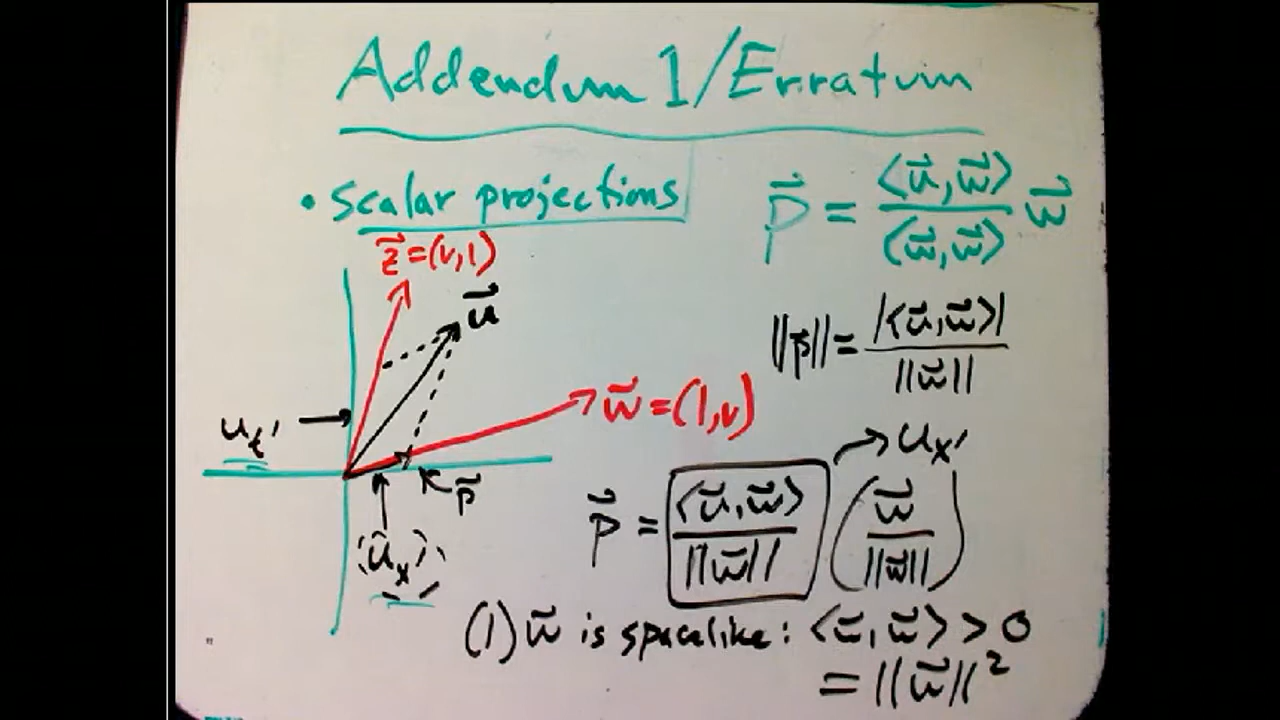 Addendum 1/Erratum
• scalar projections
p⃗ = <u⃗,w⃗> / <w⃗,w⃗> w⃗
z⃗=(v,1)
u⃗
||p⃗|| = |<u⃗,w⃗>| / ||w⃗||
w⃗=(1,v)
u_t'
p⃗
(u_x')
p⃗ = <u⃗,w⃗> / ||w⃗|| (w⃗ / ||w⃗||)
→ u_x'
(1) w⃗ is spacelike: <w⃗,w⃗> > 0
= ||w⃗||²